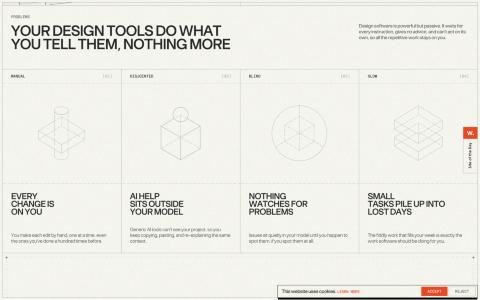 PROBLEMS
YOUR DESIGN TOOLS DO WHAT
YOU TELL THEM, NOTHING MORE
Design software is powerful but passive. It waits for
every instruction, gives no advice, and can't act on its
own, so all the repetitive work stays on you.
MANUAL
DISJOINTED
BLIND
SLOW
EVERY
CHANGE IS
ON YOU
You make each edit by hand, one at a time, even
the ones you've done a hundred times before.
AI HELP
SITS OUTSIDE
YOUR MODEL
Generic AI tools can't see your project, so you
keep copying, pasting, and re-explaining the same
context.
NOTHING
WATCHES FOR
PROBLEMS
Issues sit quietly in your model until you happen to
spot them, if you spot them at all.
SMALL
TASKS PILE UP INTO
LOST DAYS
The fiddly work that fills your week is exactly the
work software should be doing for you.
W.
Site of the Day
This website uses cookies. LEARN MORE
ACCEPT
REJECT